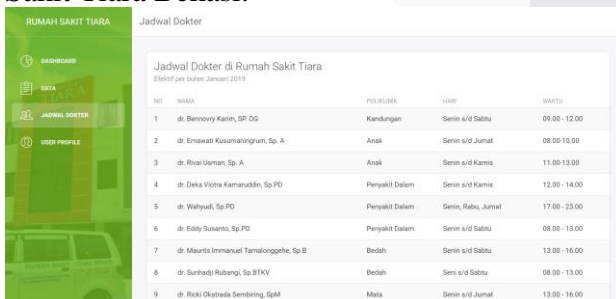 Sakit Tiara Bekasi.
RUMAH SAKIT TIARA
Jadwal Dokter
DASHBOARD
DATA
JADWAL DOKTER
USER PROFILE
Jadwal Dokter di Rumah Sakit Tiara
Efektif per bulan Januari 2019
NO NAMA POLIKLINIK HARI WAKTU
1 dr. Bennovry Karim, SP. OG Kandungan Senin s/d Sabtu 09.00 - 12.00
2 dr. Ernawati Kusumaningrum, Sp. A Anak Senin s/d Jumat 08.00-10.00
3 dr. Rivai Usman, Sp. A Anak Senin s/d Kamis 11.00-13.00
4 dr. Deka Viotra Kamaruddin, Sp.PD Penyakit Dalam Senin s/d Kamis 12.00 - 14.00
5 dr. Wahyudi, Sp.PD Penyakit Dalam Senin, Rabu, Jumat 17.00 - 23.00
6 dr. Eddy Susanto, Sp.PD Penyakit Dalam Senin s/d Sabtu 08.00 - 13.00
7 dr. Maurits Immanuel Tamalonggehe, Sp.B Bedah Senin s/d Sabtu 13.00 - 16.00
8 dr. Sunhadji Rubangi, Sp.BTKV Bedah Seni s/d Sabtu 08.00 - 13.00
9 dr. Ricki Okstrada Sembiring, SpM Mata Senin s/d Jumat 13.00 - 16.00